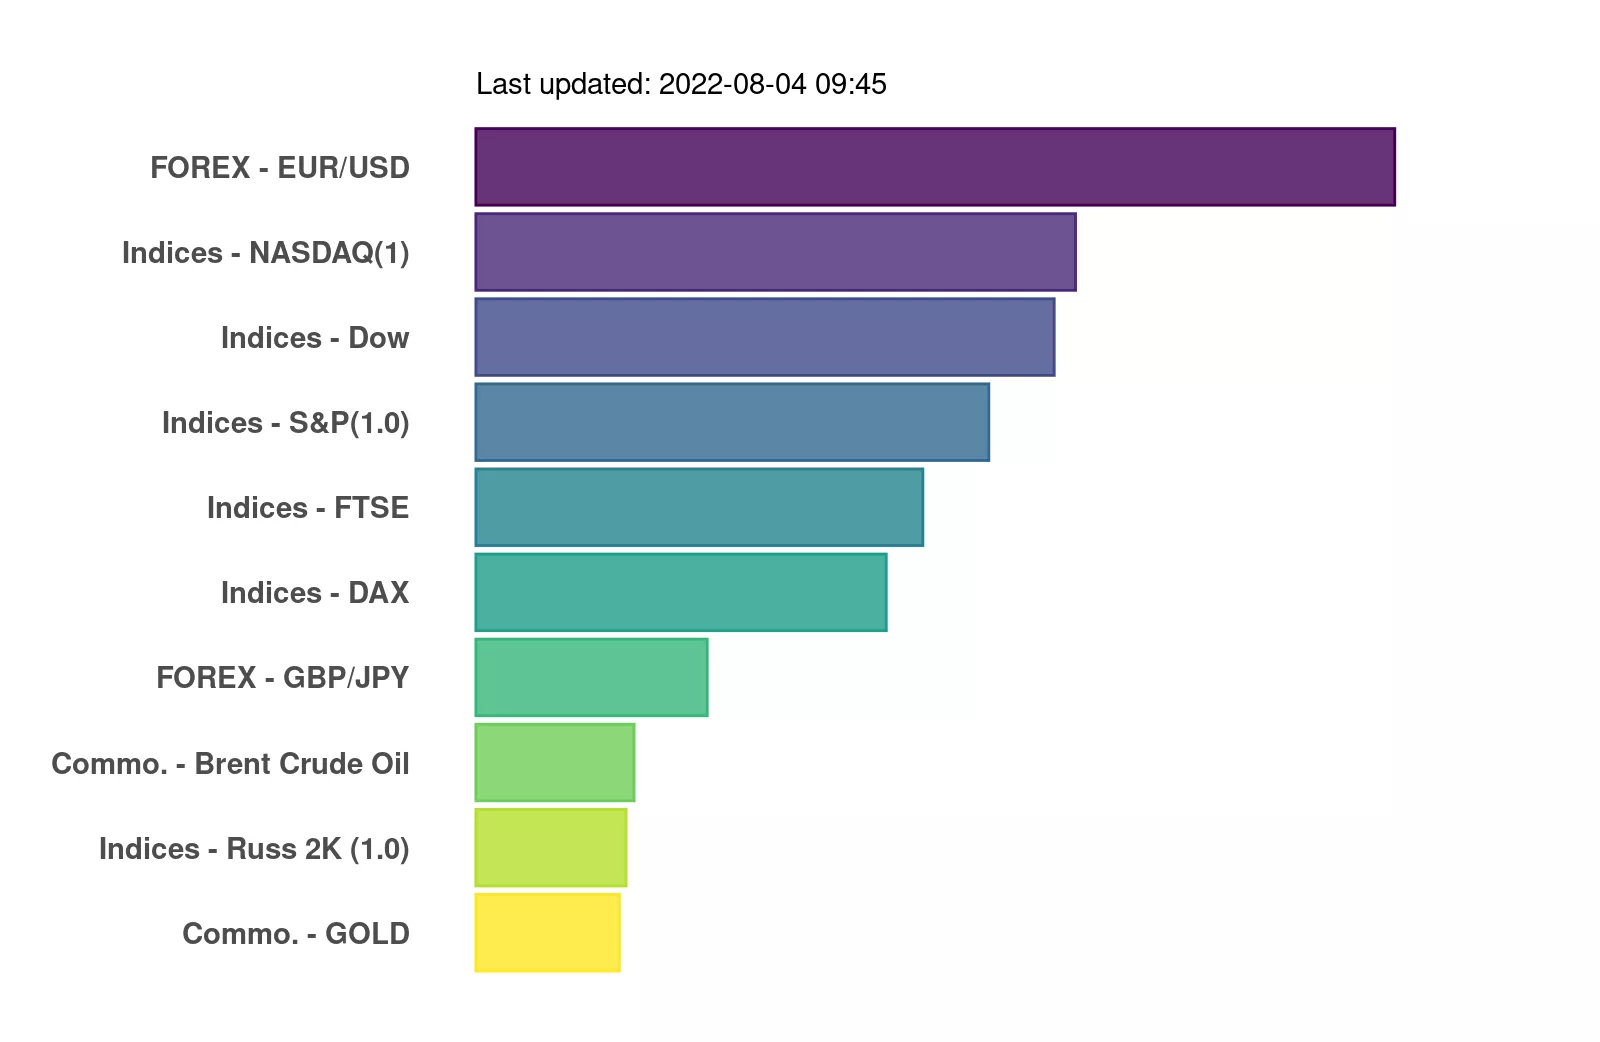 Last updated: 2022-08-04 09:45
FOREX - EUR/USD
Indices - NASDAQ(1)
Indices - Dow
Indices - S&P(1.0)
Indices - FTSE
Indices - DAX
FOREX - GBP/JPY
Commo. - Brent Crude Oil
Indices - Russ 2K (1.0)
Commo. - GOLD